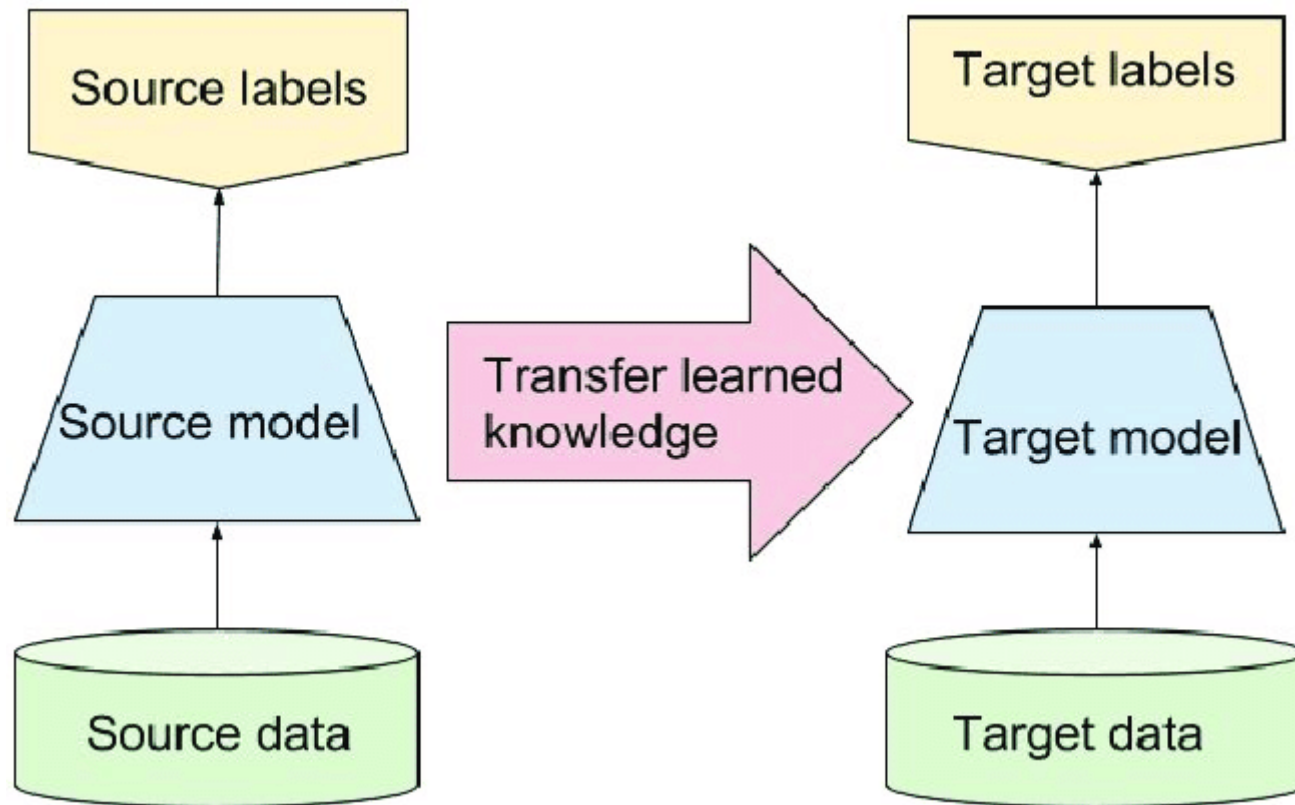 Source labels
Target labels
Source model
Transfer learned
knowledge
Target model
Source data
Target data